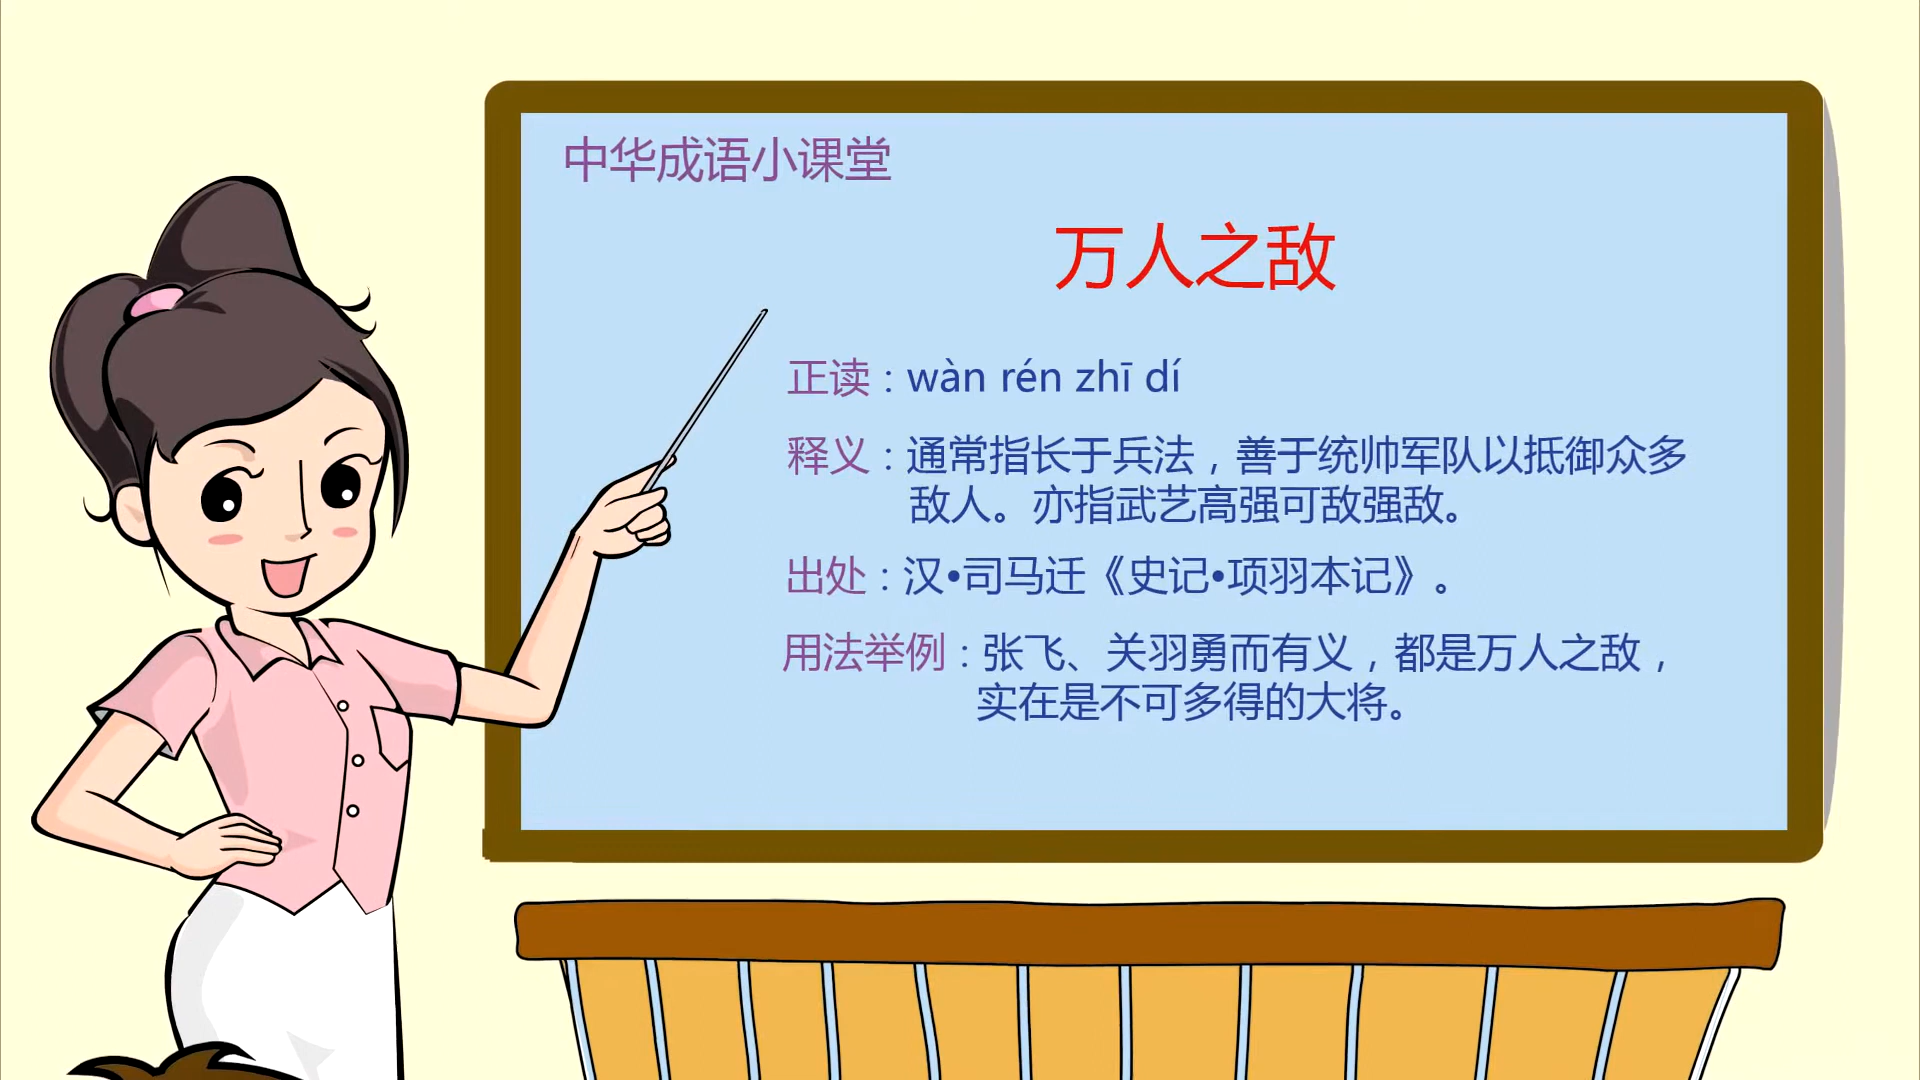 中华成语小课堂
万人之敌
正读：wàn rén zhī dí
释义：通常指长于兵法，善于统帅军队以抵御众多
敌人。亦指武艺高强可敌强敌。
出处：汉•司马迁《史记•项羽本记》。
用法举例：张飞、关羽勇而有义，都是万人之敌，
实在是不可多得的大将。